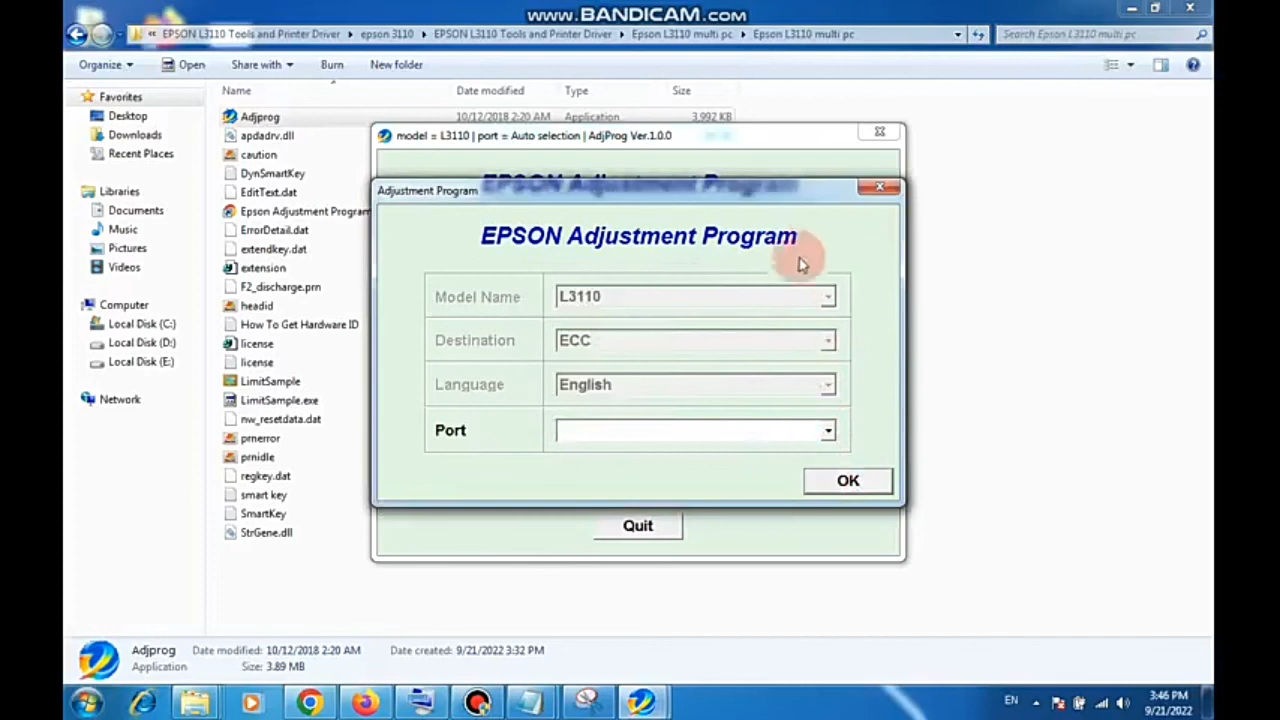 www.BANDICAM.com
« EPSON L3110 Tools and Printer Driver ▸ epson 3110 ▸ EPSON L3110 Tools and Printer Driver ▸ Epson L3110 multi pc ▸ Epson L3110 multi pc
Search Epson L3110 multi pc
Organize Open Share with Burn New folder
Favorites
Desktop
Downloads
Recent Places
Libraries
Documents
Music
Pictures
Videos
Computer
Local Disk (C:)
Local Disk (D:)
Local Disk (E:)
Network
Name Date modified Type Size
Adjprog 10/12/2018 2:20 AM Application 3,992 KB
apdadrv.dll
caution
DynSmartKey
EditText.dat
Epson Adjustment Program
ErrorDetail.dat
extendkey.dat
extension
F2_discharge.prn
headid
How To Get Hardware ID
license
license
LimitSample
LimitSample.exe
nw_resetdata.dat
prnerror
prnidle
regkey.dat
smart key
SmartKey
StrGene.dll
model = L3110 | port = Auto selection | AdjProg Ver.1.0.0
EPSON Adjustment Program
Adjustment Program
EPSON Adjustment Program
Model Name L3110
Destination ECC
Language English
Port
OK
Quit
Adjprog Date modified: 10/12/2018 2:20 AM Date created: 9/21/2022 3:32 PM
Application Size: 3.89 MB
EN
3:46 PM
9/21/2022